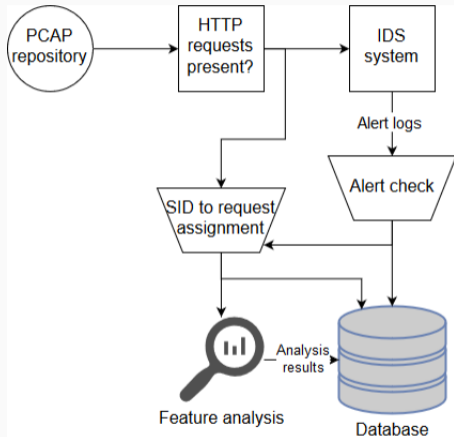 PCAP
repository
HTTP
requests
present?
IDS
system
Alert logs
Alert check
SID to request
assignment
Analysis
results
Feature analysis
Database